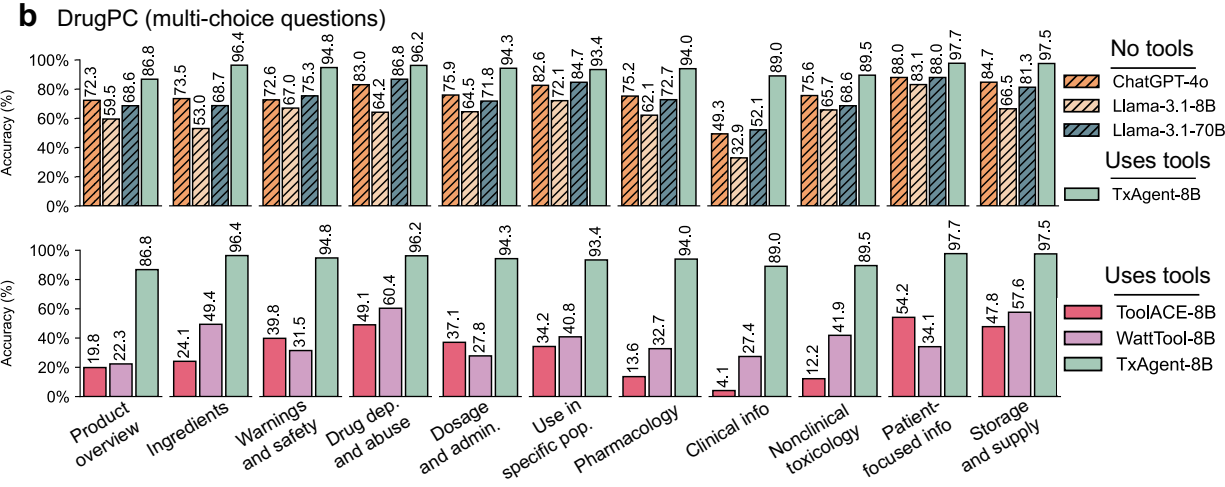 b DrugPC (multi-choice questions)
Accuracy (%)
100%
80%
60%
40%
20%
0%
72.3 59.5 68.6 86.8
73.5 53.0 68.7 96.4
72.6 67.0 75.3 94.8
83.0 64.2 86.8 96.2
75.9 64.5 71.8 94.3
82.6 72.1 84.7 93.4
75.2 62.1 72.7 94.0
49.3 32.9 52.1 89.0
75.6 65.7 68.6 89.5
88.0 83.1 88.0 97.7
84.7 66.5 81.3 97.5
No tools
ChatGPT-4o
Llama-3.1-8B
Llama-3.1-70B
Uses tools
TxAgent-8B
Accuracy (%)
100%
80%
60%
40%
20%
0%
19.8 22.3 86.8
24.1 49.4 96.4
39.8 31.5 94.8
49.1 60.4 96.2
37.1 27.8 94.3
34.2 40.8 93.4
13.6 32.7 94.0
4.1 27.4 89.0
12.2 41.9 89.5
54.2 34.1 97.7
47.8 57.6 97.5
Uses tools
ToolACE-8B
WattTool-8B
TxAgent-8B
Product
overview
Ingredients
Warnings
and safety
Drug dep.
and abuse
Dosage
and admin.
Use in
specific pop.
Pharmacology
Clinical info
Nonclinical
toxicology
Patient-
focused info
Storage
and supply